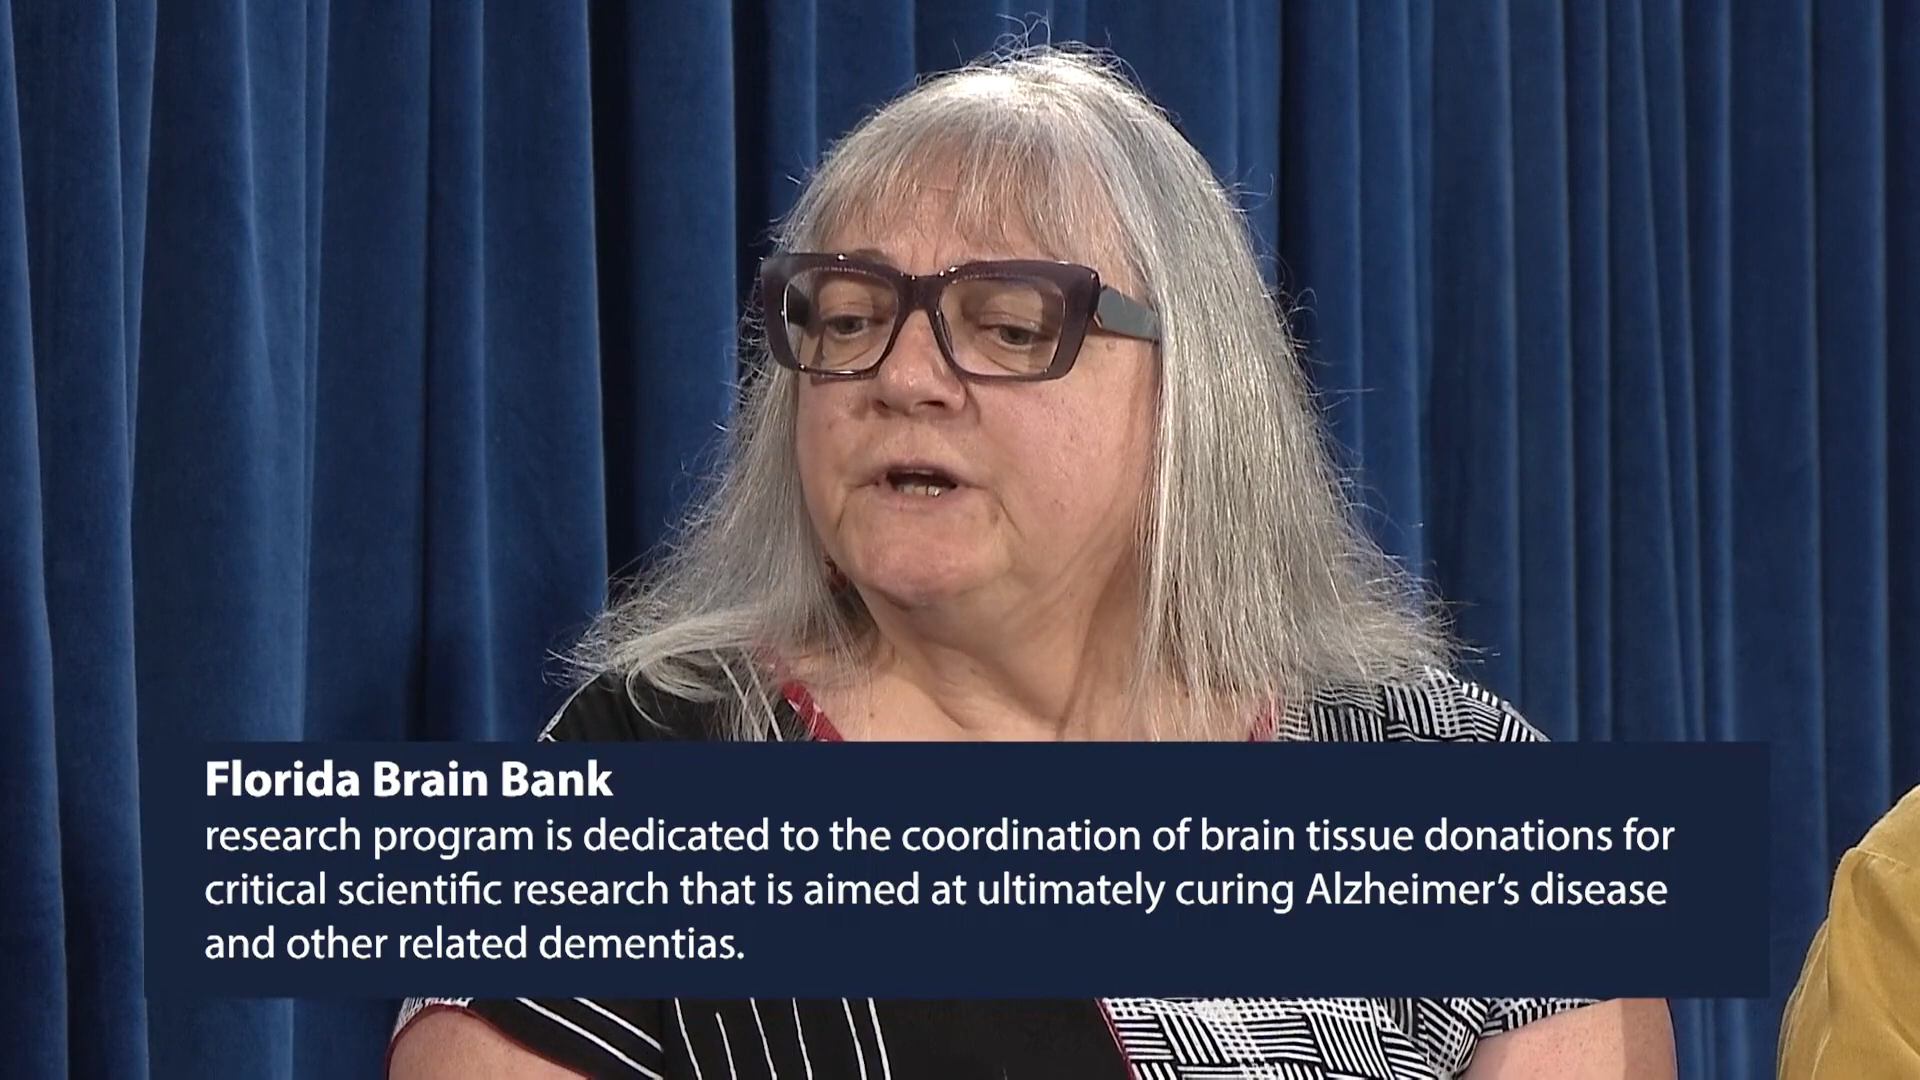 Florida Brain Bank
research program is dedicated to the coordination of brain tissue donations for
critical scientific research that is aimed at ultimately curing Alzheimer’s disease
and other related dementias.